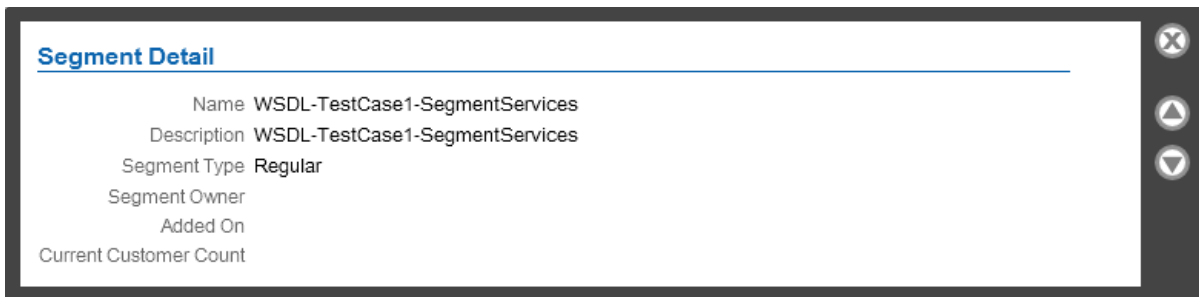 Segment Detail
Name WSDL-TestCase1-SegmentServices
Description WSDL-TestCase1-SegmentServices
Segment Type Regular
Segment Owner
Added On
Current Customer Count